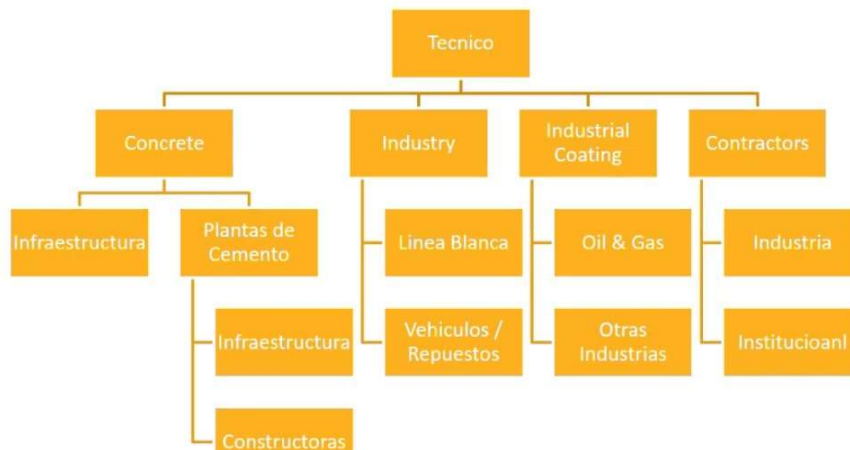 Tecnico
Concrete
Industry
Industrial
Coating
Contractors
Infraestructura
Plantas de
Cemento
Linea Blanca
Oil & Gas
Industria
Infraestructura
Vehiculos /
Repuestos
Otras
Industrias
Institucioanl
Constructoras